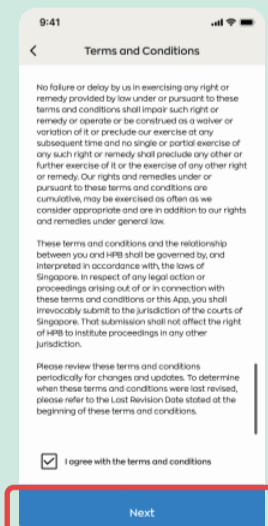 9:41
Terms and Conditions
No failure or delay by us in exercising any right or
remedy provided by law under or pursuant to these
terms and conditions shall impair such right or
remedy or operate or be construed as a waiver or
variation of it or preclude our exercise at any
subsequent time and no single or partial exercise of
any such right or remedy shall preclude any other or
further exercise of it or the exercise of any other right
or remedy. Our rights and remedies under or
pursuant to these terms and conditions are
cumulative, may be exercised as often as we
consider appropriate and are in addition to our rights
and remedies under general law.
These terms and conditions and the relationship
between you and HPB shall be governed by, and
interpreted in accordance with, the laws of
Singapore. In respect of any legal action or
proceedings arising out of or in connection with
these terms and conditions or this App, you shall
irrevocably submit to the jurisdiction of the courts of
Singapore. That submission shall not affect the right
of HPB to institute proceedings in any other
jurisdiction.
Please review these terms and conditions
periodically for changes and updates. To determine
when these terms and conditions were last revised,
please refer to the Last Revision Date stated at the
beginning of these terms and conditions.
I agree with the terms and conditions
Next